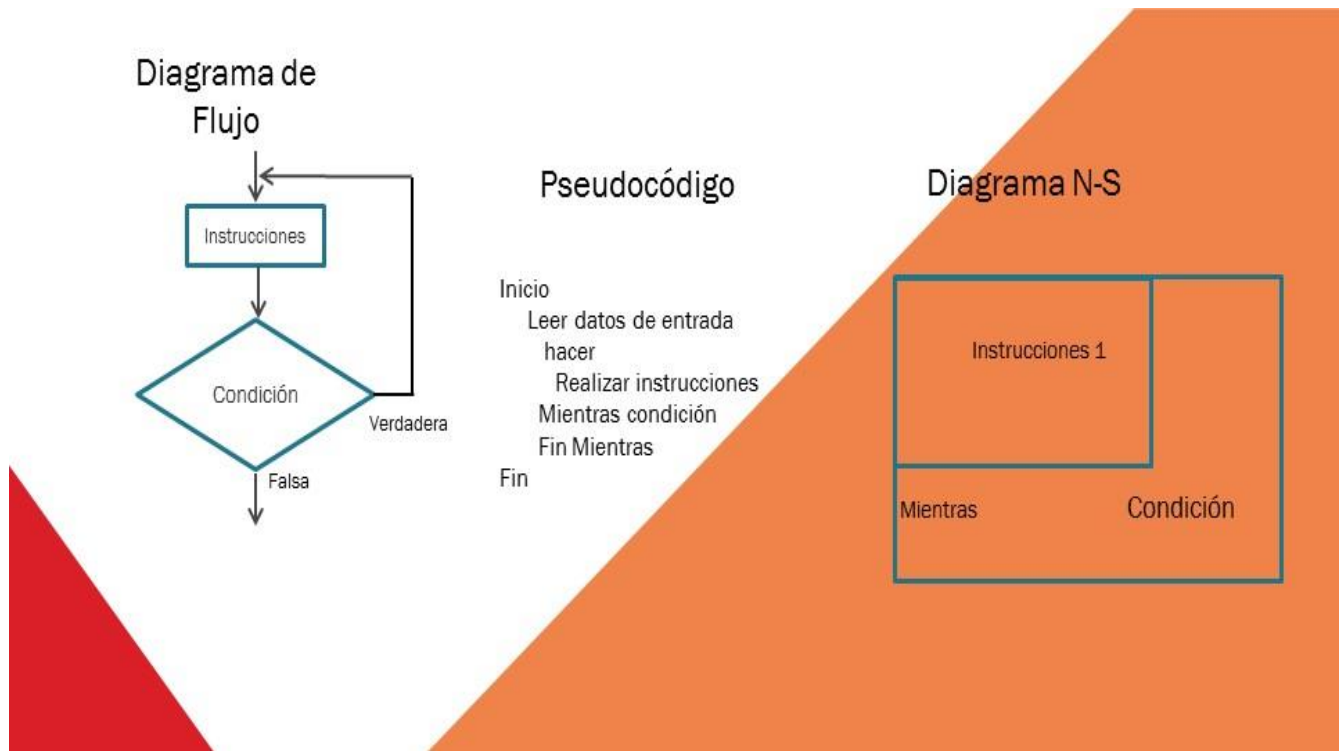 Diagrama de
Flujo
Instrucciones
Condición
Verdadera
Falsa
Pseudocódigo
Inicio
Leer datos de entrada
hacer
Realizar instrucciones
Mientras condición
Fin Mientras
Fin
Diagrama N-S
Instrucciones 1
Mientras Condición